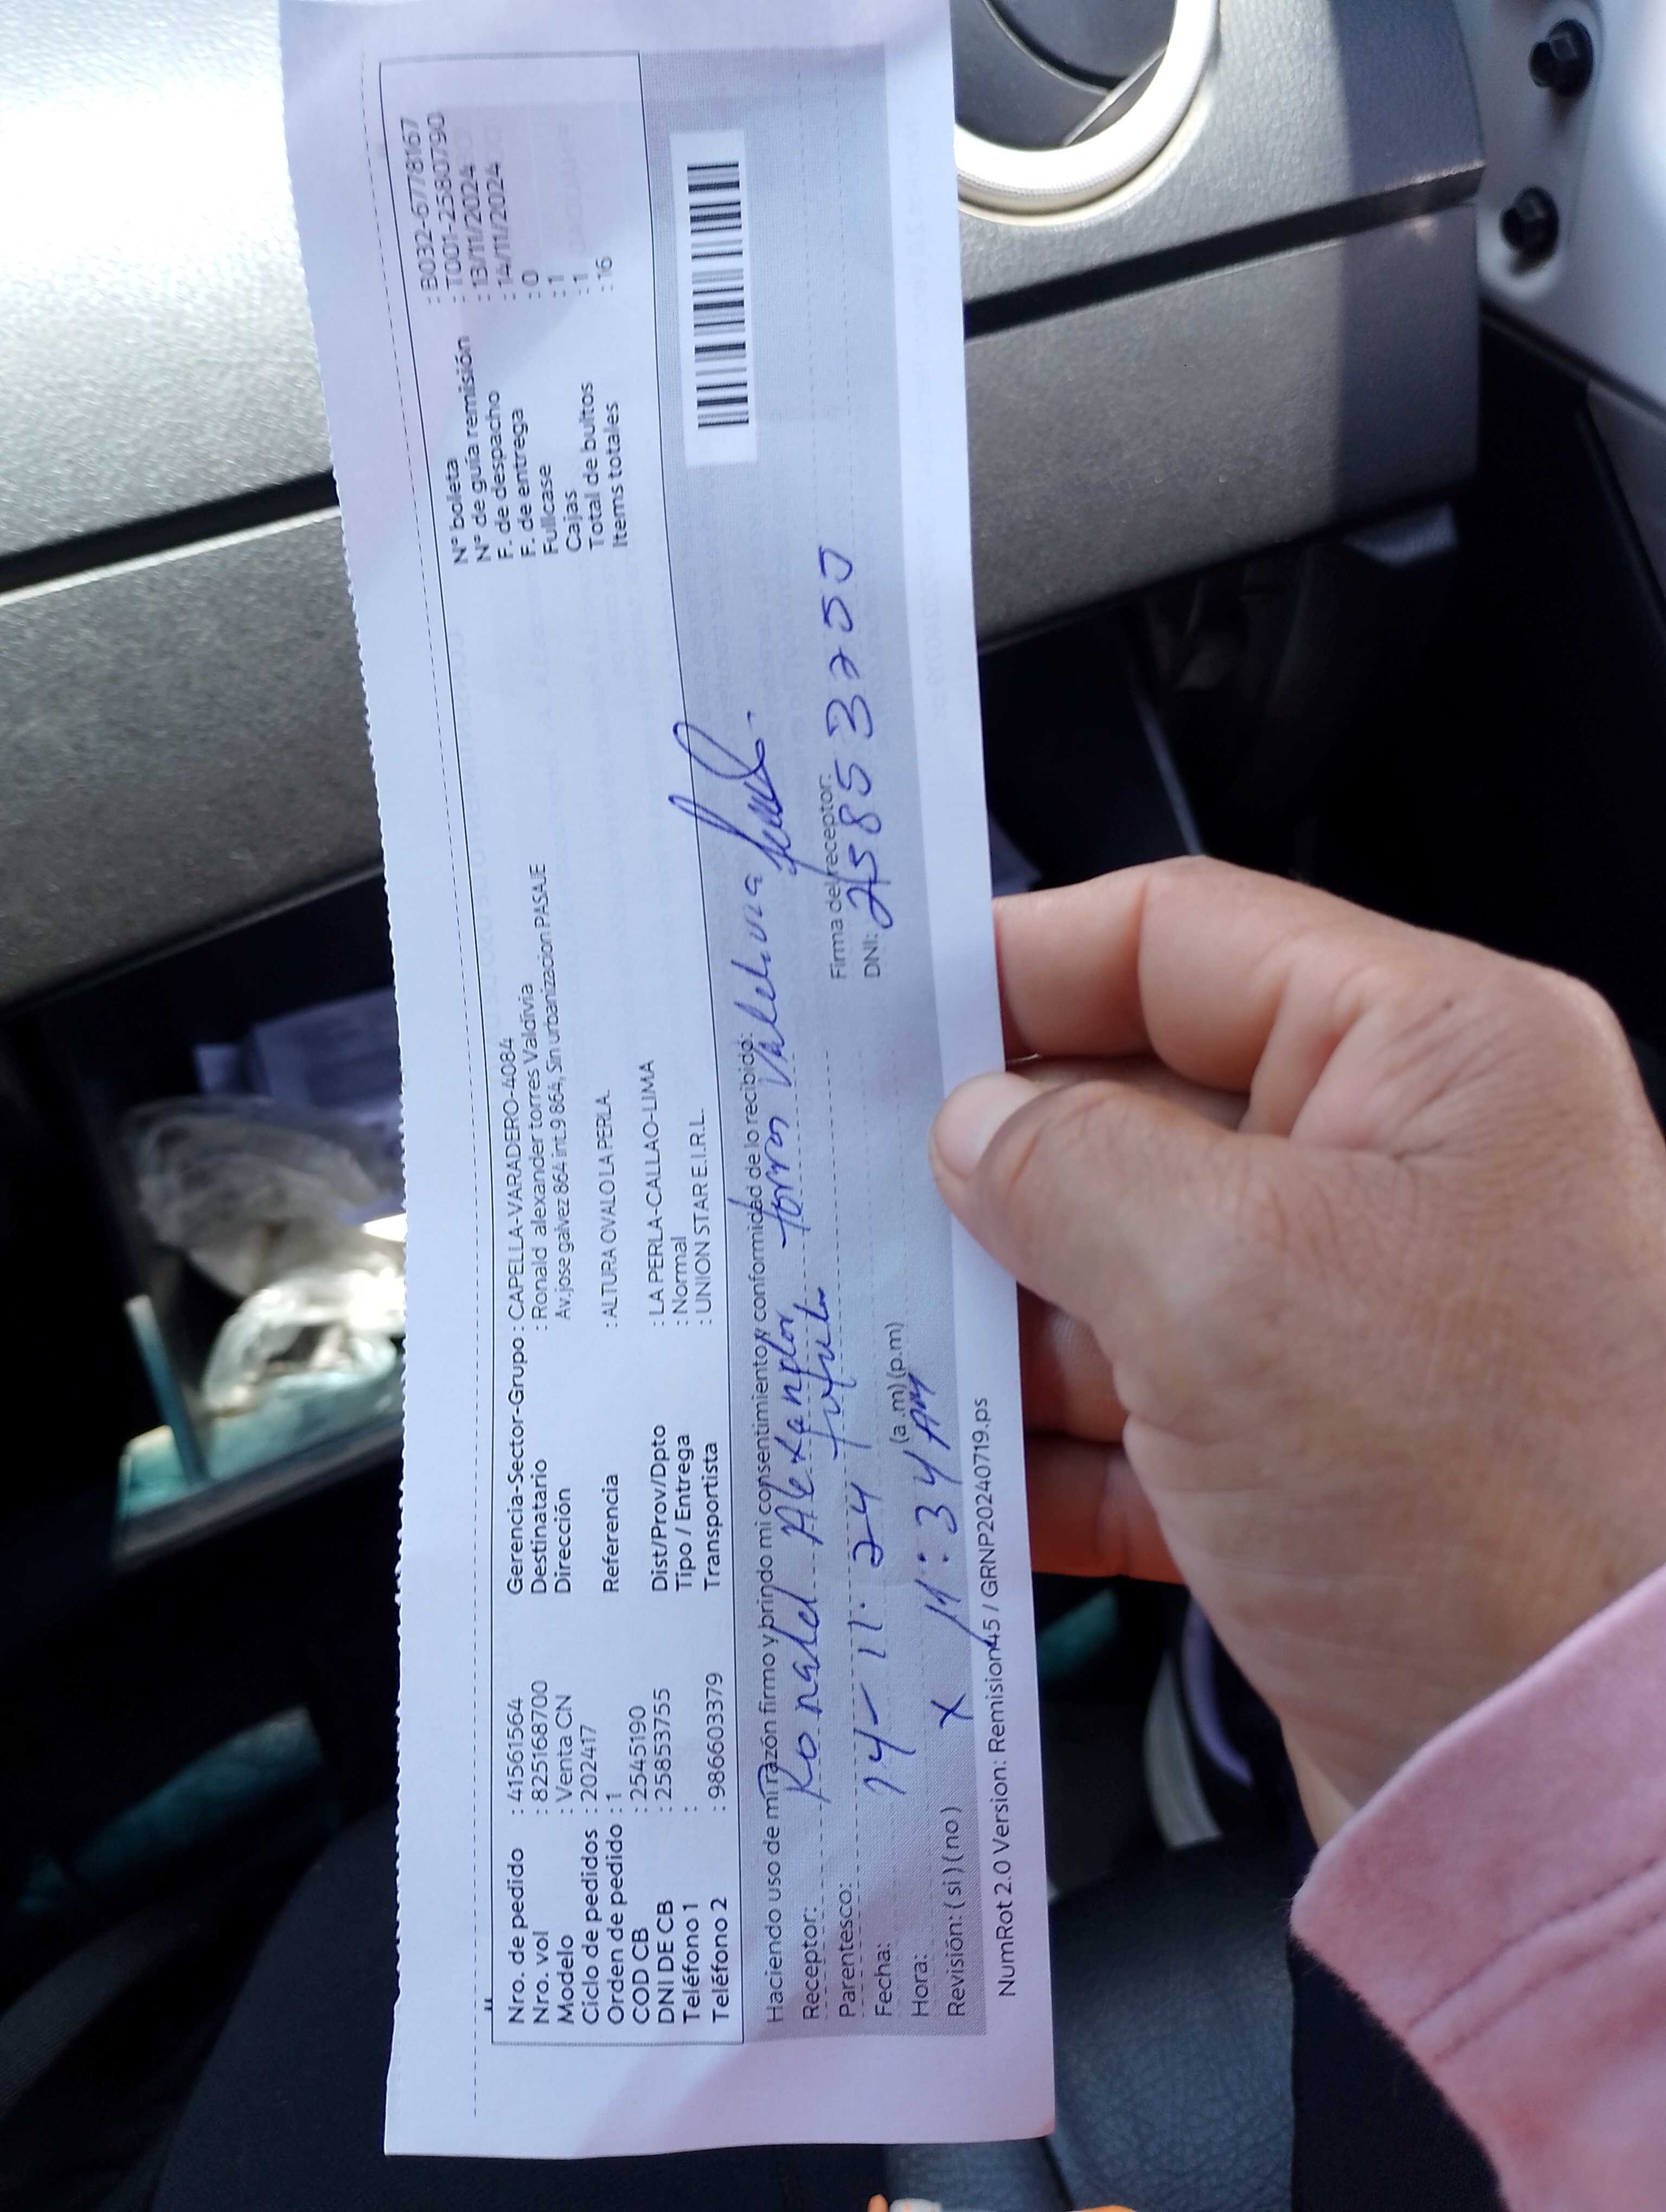 Nro. de pedido : 41561564
Nro. vol : 825168700
Modelo : Venta CN
Ciclo de pedidos : 202417
Orden de pedido : 1
COD CB : 2545190
DNI DE CB : 25853755
Teléfono 1 :
Teléfono 2 : 986603379
Gerencia-Sector-Grupo : CAPELLA-VARADERO-4084
Destinatario : Ronald alexander torres Valdivia
Dirección Av.jose galvez 864 int.9 864, Sin urbanizacion PASAJE
Referencia : ALTURA OVALO LA PERLA
Dist/Prov/Dpto : LA PERLA-CALLAO-LIMA
Tipo / Entrega : Normal
Transportista : UNION STAR E.I.R.L.
N° boleta : B032-67778167
N° de guía remisión : T001-25580790
F. de despacho : 13/11/2024
F. de entrega : 14/11/2024
Fullcase : 0
Cajas : 1
Total de bultos : 1
Items totales : 16
Haciendo uso de mi razón firmo y brindo mi consentimiento y conformidad de lo recibido:
Receptor: Ronald Alexander Torres Valdivia
Parentesco:
Fecha: 14-11-24
Hora: 11:34 AM (a.m) (p.m)
Revisión: ( si ) ( no ) X
Firma del receptor:
DNI:
NumRot 2.0 Version: Remision45 / GRNP20240719.ps